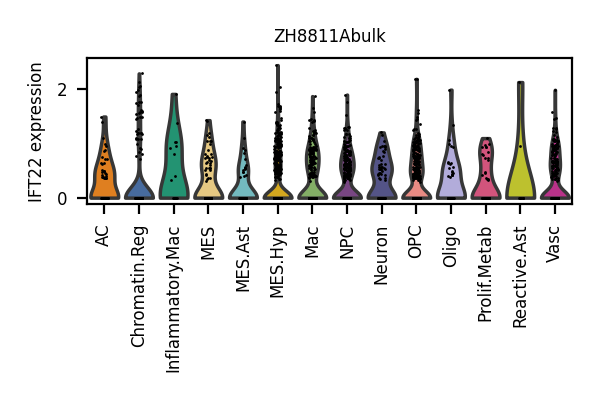 ZH8811Abulk
IFT22 expression
2
0
AC
Chromatin.Reg
Inflammatory.Mac
MES
MES.Ast
MES.Hyp
Mac
NPC
Neuron
OPC
Oligo
Prolif.Metab
Reactive.Ast
Vasc